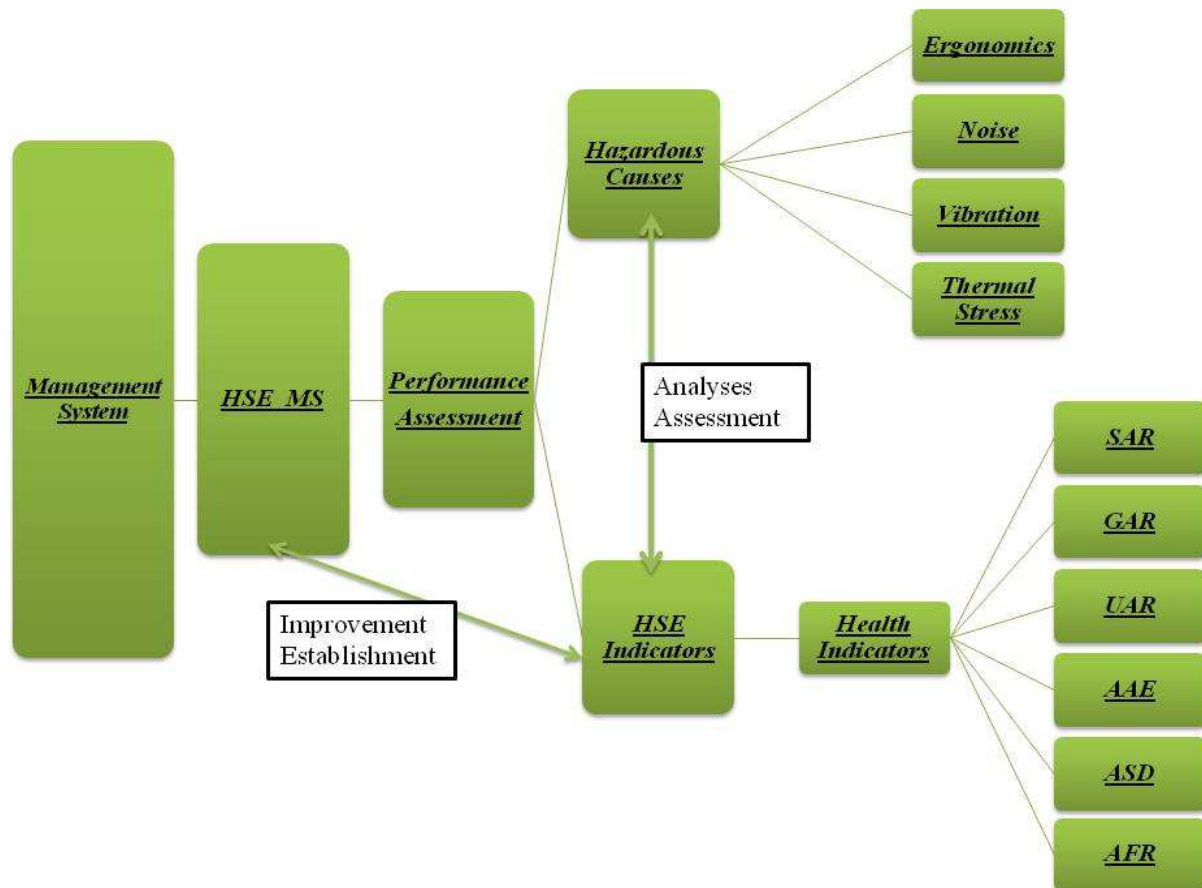 Management
System
HSE_MS
Performance
Assessment
Hazardous
Causes
Ergonomics
Noise
Vibration
Thermal
Stress
Analyses
Assessment
Improvement
Establishment
HSE
Indicators
Health
Indicators
SAR
GAR
UAR
AAE
ASD
AFR